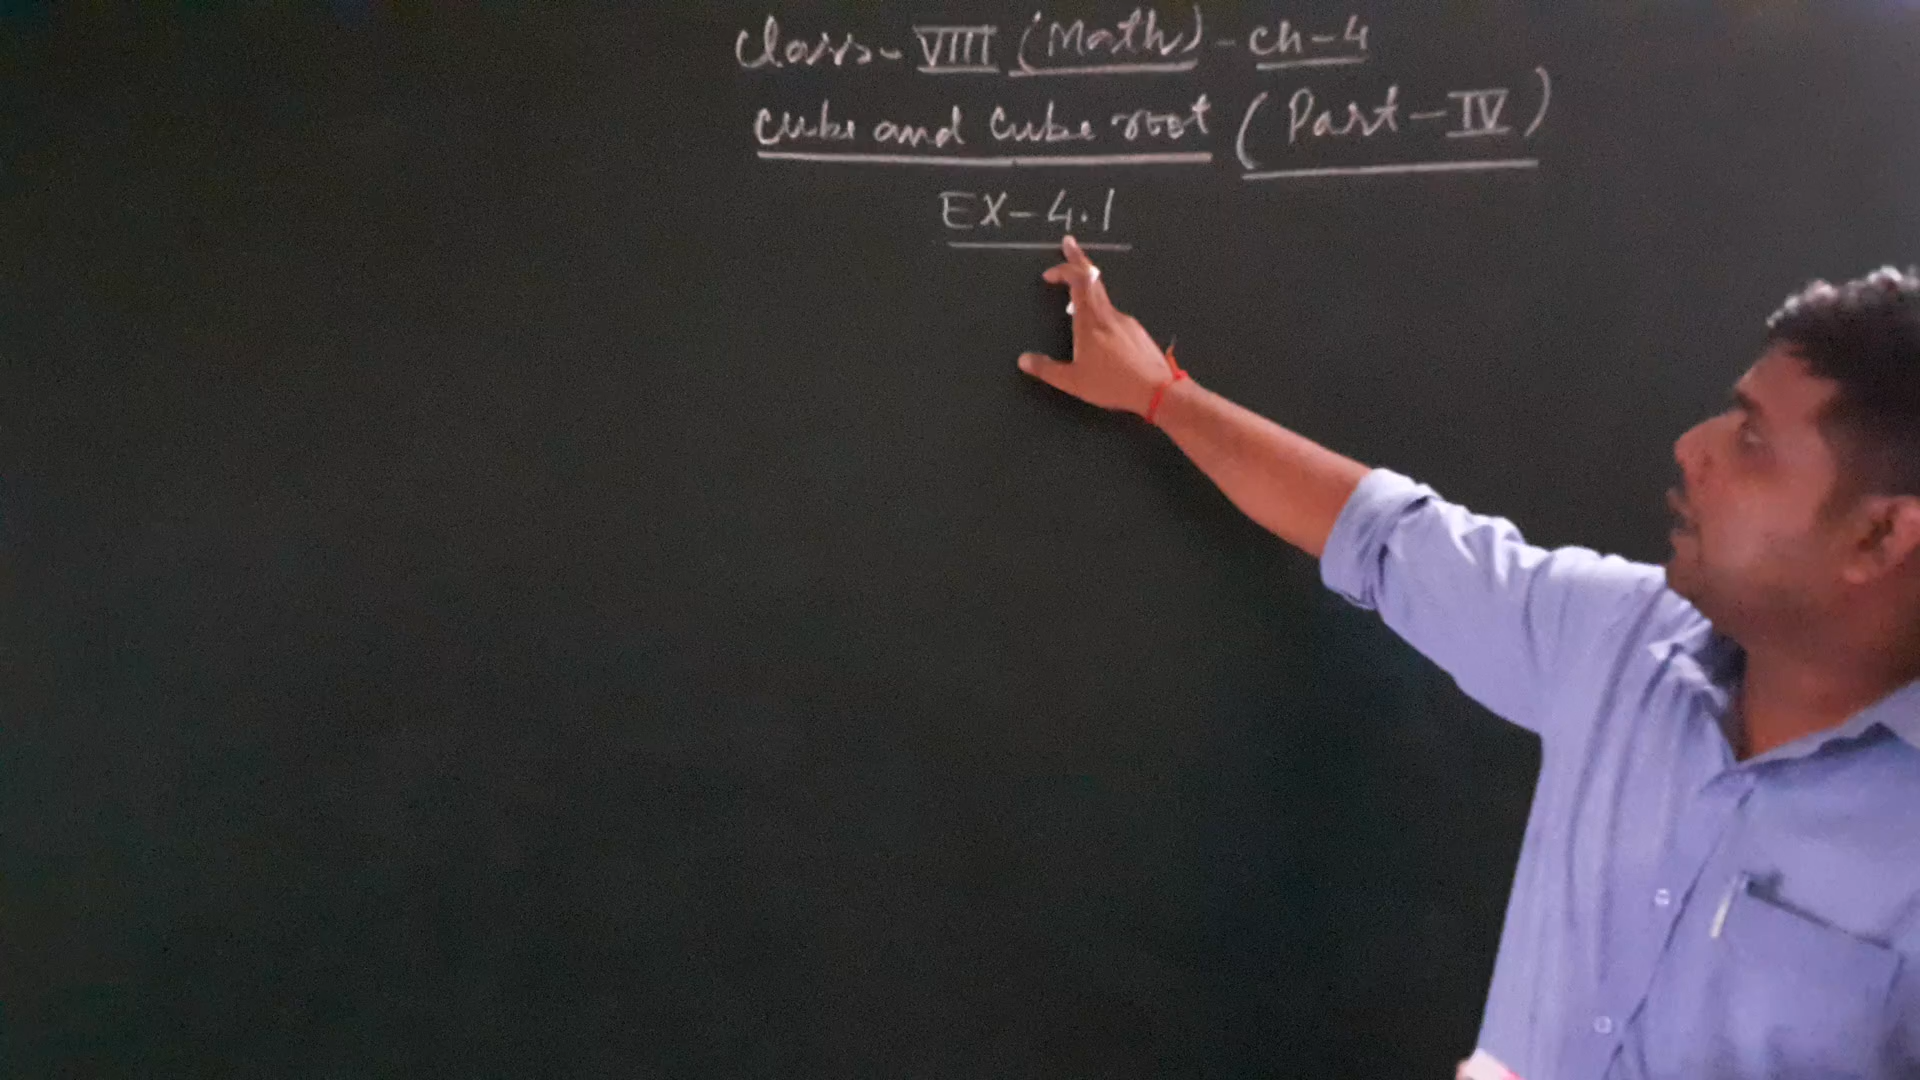 Class- VIII (Math) - Ch-4
Cube and Cube root (Part-IV)
EX-4.1